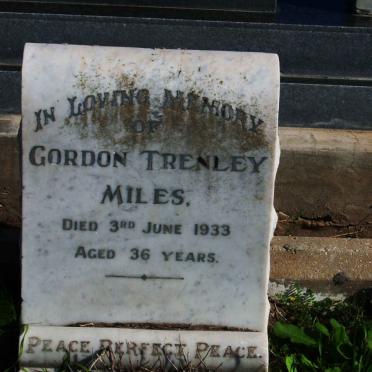 IN LOVING MEMORY
OF
GORDON TRENLEY
MILES.
DIED 3RD JUNE 1933
AGED 36 YEARS.
PEACE PERFECT PEACE.